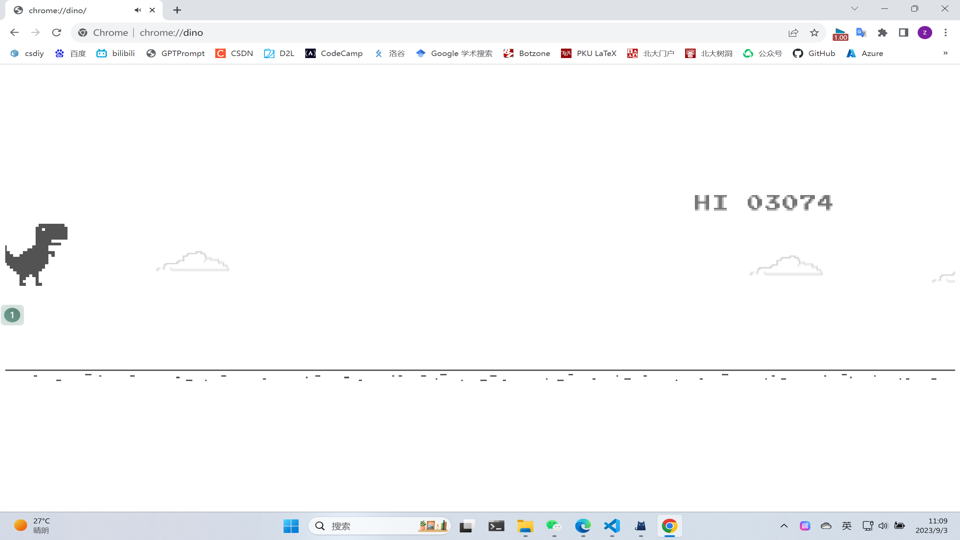 chrome://dino/
Chrome | chrome://dino
1.00
z
csdiy 百度 bilibili GPTPrompt CSDN D2L CodeCamp 洛谷 Google 学术搜索 Botzone PKU LaTeX 北大门户 北大树洞 公众号 GitHub Azure »
HI 03074
1
27°C
晴朗
搜索
英
11:09
2023/9/3